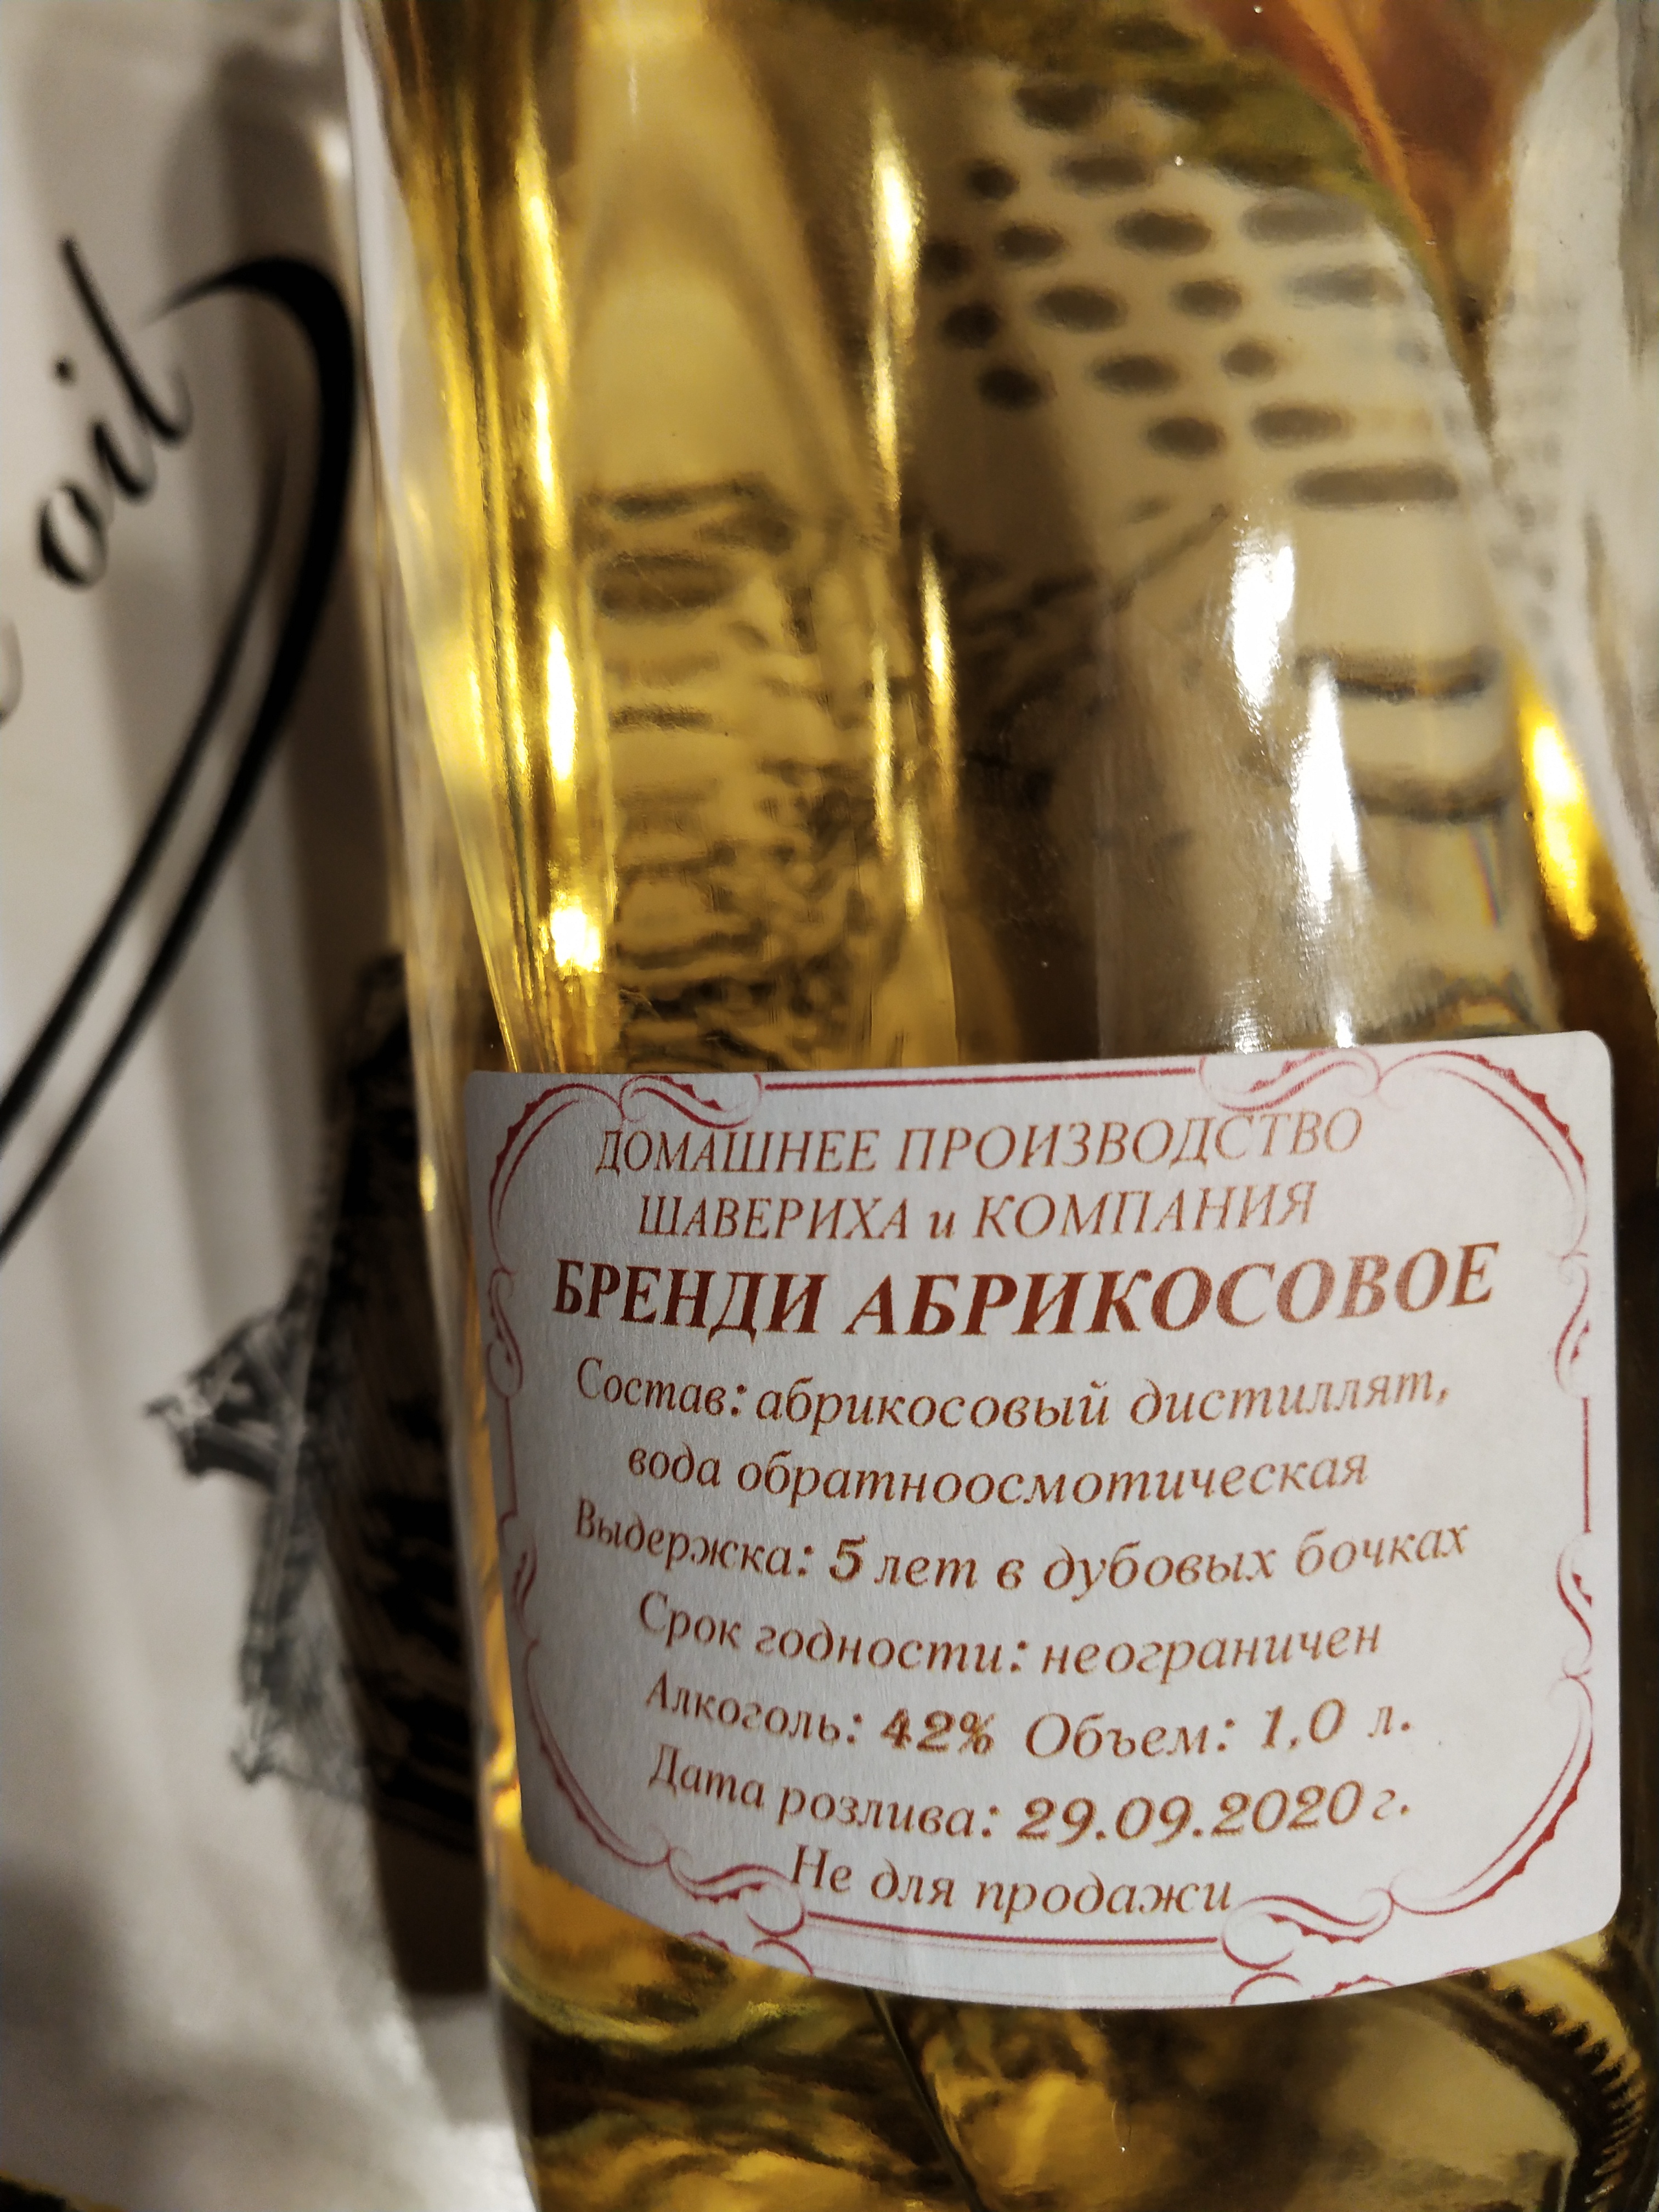 oil
ДОМАШНЕЕ ПРОИЗВОДСТВО
ШАВЕРИХА и КОМПАНИЯ
БРЕНДИ АБРИКОСОВОЕ
Состав: абрикосовый дистиллят,
вода обратноосмотическая
Выдержка: 5 лет в дубовых бочках
Срок годности: неограничен
Алкоголь: 42% Объем: 1,0 л.
Дата розлива: 29.09.2020 г.
Не для продажи